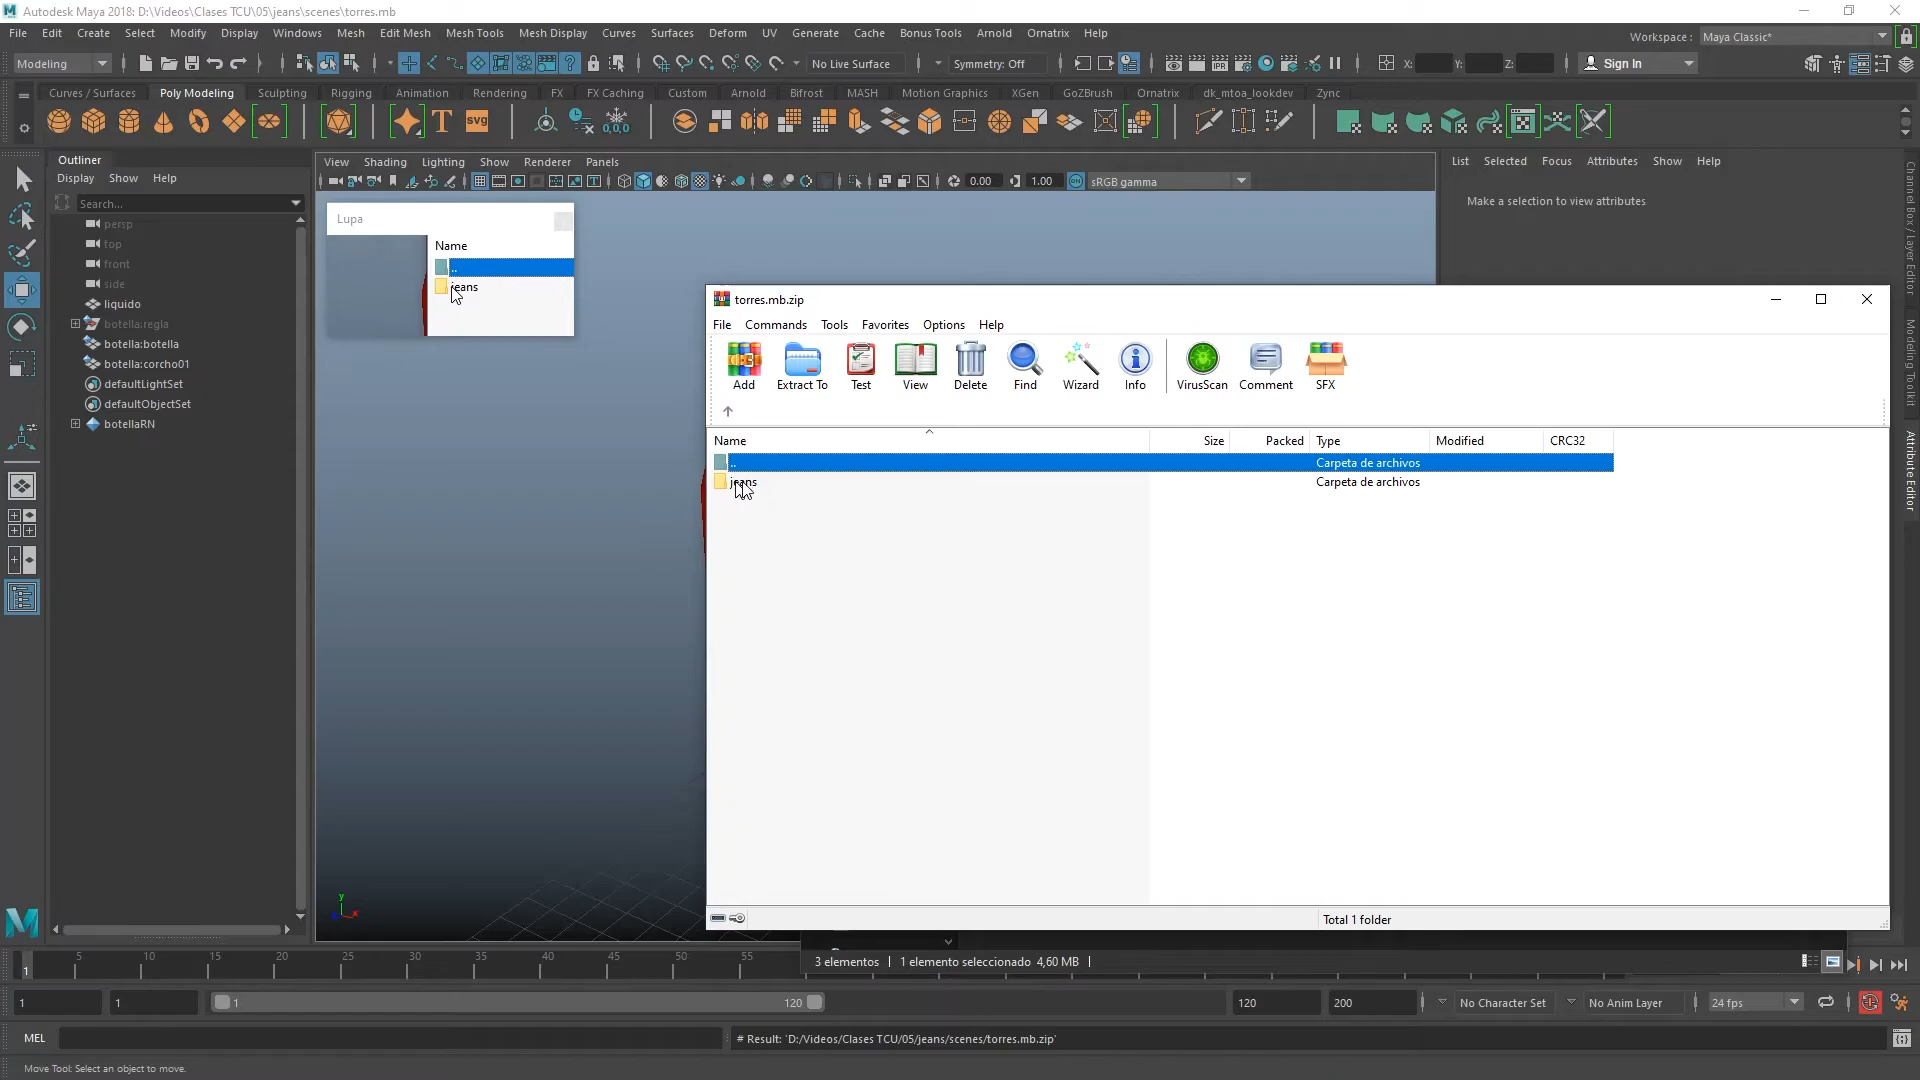 Autodesk Maya 2018: D:\Videos\Clases TCU\05\jeans\scenes\torres.mb
File Edit Create Select Modify Display Windows Mesh Edit Mesh Mesh Tools Mesh Display Curves Surfaces Deform UV Generate Cache Bonus Tools Arnold Ornatrix Help
Workspace : Maya Classic*
Modeling No Live Surface Symmetry: Off X: Y: Z: Sign In
Curves / Surfaces Poly Modeling Sculpting Rigging Animation Rendering FX FX Caching Custom Arnold Bifrost MASH Motion Graphics XGen GoZBrush Ornatrix dk_mtoa_lookdev Zync
T svg 0,0,0
Outliner
Display Show Help
Search...
persp
top
front
side
liquido
botella:regla
botella:botella
botella:corcho01
defaultLightSet
defaultObjectSet
botellaRN
View Shading Lighting Show Renderer Panels
0.00 1.00 ON sRGB gamma
Lupa
Name
..
jeans
List Selected Focus Attributes Show Help
Make a selection to view attributes
Channel Box / Layer Editor
Modeling Toolkit
Attribute Editor
torres.mb.zip
File Commands Tools Favorites Options Help
Add Extract To Test View Delete Find Wizard Info VirusScan Comment SFX
Name Size Packed Type Modified CRC32
.. Carpeta de archivos
jeans Carpeta de archivos
Total 1 folder
3 elementos 1 elemento seleccionado 4,60 MB
y x
1 5 10 15 20 25 30 35 40 45 50 55
1 1 1 120 120 200 No Character Set No Anim Layer 24 fps
MEL # Result: 'D:/Videos/Clases TCU/05/jeans/scenes/torres.mb.zip'
Move Tool: Select an object to move.